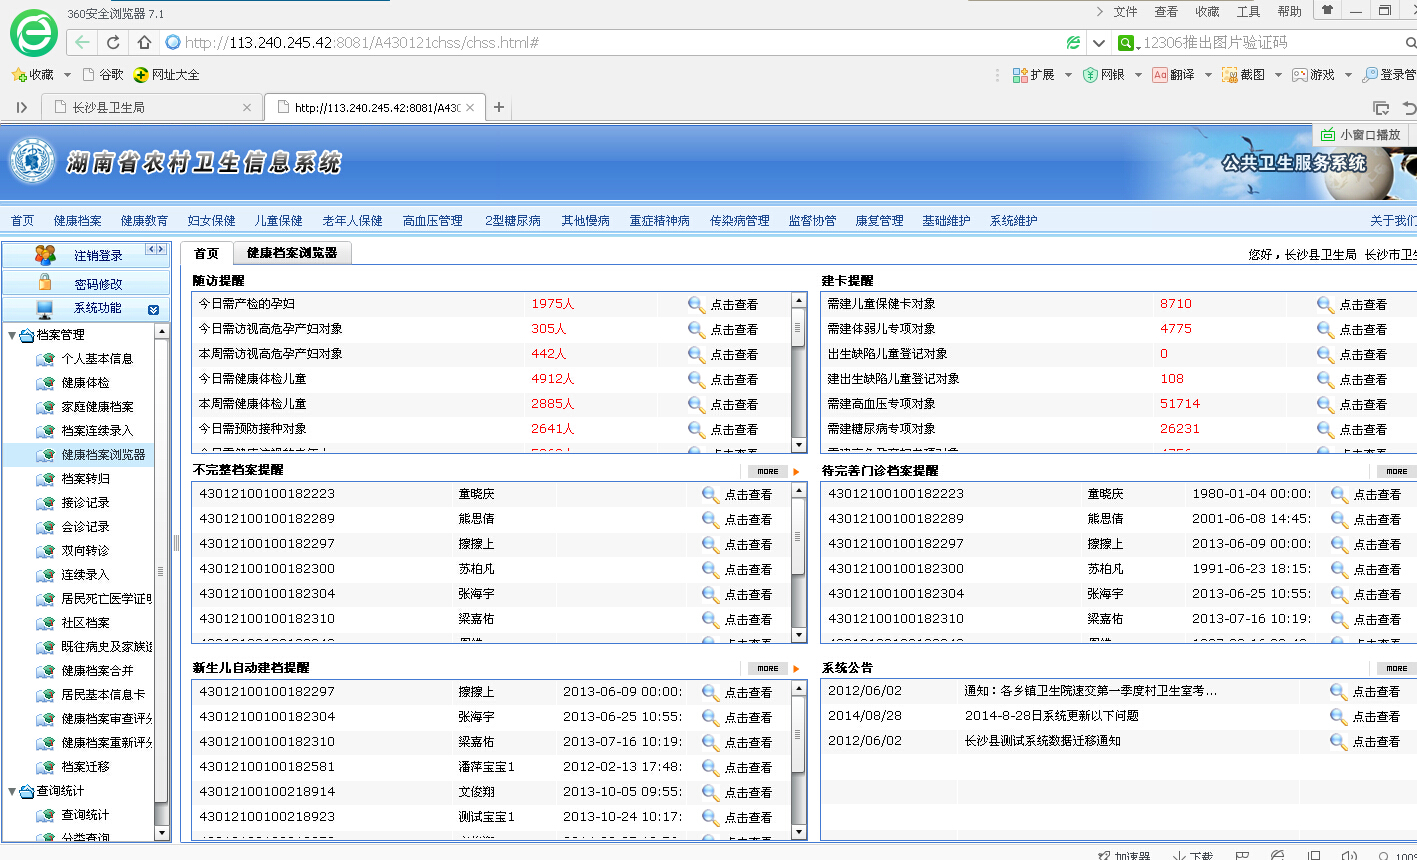 360安全浏览器 7.1
文件 查看 收藏 工具 帮助
http://113.240.245.42:8081/A430121chss/chss.html#
12306推出图片验证码
收藏 谷歌 网址大全
扩展 网银 翻译 截图 游戏 登录管
长沙县卫生局
http://113.240.245.42:8081/A430
小窗口播放
湖南省农村卫生信息系统
公共卫生服务系统
首页 健康档案 健康教育 妇女保健 儿童保健 老年人保健 高血压管理 2型糖尿病 其他慢病 重症精神病 传染病管理 监督协管 康复管理 基础维护 系统维护 关于我们
注销登录
密码修改
系统功能
档案管理
个人基本信息
健康体检
家庭健康档案
档案连续录入
健康档案浏览器
档案转归
接诊记录
会诊记录
双向转诊
连续录入
居民死亡医学证明
社区档案
既往病史及家族遗
健康档案合并
居民基本信息卡
健康档案审查评分
健康档案重新评分
档案迁移
查询统计
查询统计
分类查询
首页 健康档案浏览器
您好，长沙县卫生局 长沙市卫生
随访提醒
今日需产检的孕妇 1975人 点击查看
今日需访视高危孕产妇对象 305人 点击查看
本周需访视高危孕产妇对象 442人 点击查看
今日需健康体检儿童 4912人 点击查看
本周需健康体检儿童 2885人 点击查看
今日需预防接种对象 2641人 点击查看
建卡提醒
需建儿童保健卡对象 8710 点击查看
需建体弱儿专项对象 4775 点击查看
出生缺陷儿童登记对象 0 点击查看
建出生缺陷儿童登记对象 108 点击查看
需建高血压专项对象 51714 点击查看
需建糖尿病专项对象 26231 点击查看
不完整档案提醒 MORE
43012100100182223 童晓庆 点击查看
43012100100182289 熊思倩 点击查看
43012100100182297 擦擦上 点击查看
43012100100182300 苏柏凡 点击查看
43012100100182304 张海宇 点击查看
43012100100182310 梁嘉佑 点击查看
待完善门诊档案提醒 MORE
43012100100182223 童晓庆 1980-01-04 00:00: 点击查看
43012100100182289 熊思倩 2001-06-08 14:45: 点击查看
43012100100182297 擦擦上 2013-06-09 00:00: 点击查看
43012100100182300 苏柏凡 1991-06-23 18:15: 点击查看
43012100100182304 张海宇 2013-06-25 10:55: 点击查看
43012100100182310 梁嘉佑 2013-07-16 10:19: 点击查看
新生儿自动建档提醒 MORE
43012100100182297 擦擦上 2013-06-09 00:00: 点击查看
43012100100182304 张海宇 2013-06-25 10:55: 点击查看
43012100100182310 梁嘉佑 2013-07-16 10:19: 点击查看
43012100100182581 潘萍宝宝1 2012-02-13 17:48: 点击查看
43012100100218914 文俊翔 2013-10-05 09:55: 点击查看
43012100100218923 测试宝宝1 2013-10-24 10:17: 点击查看
系统公告 MORE
2012/06/02 通知：各乡镇卫生院速交第一季度村卫生室考... 点击查看
2014/08/28 2014-8-28日系统更新以下问题 点击查看
2012/06/02 长沙县测试系统数据迁移通知 点击查看
加速器 下载 100%